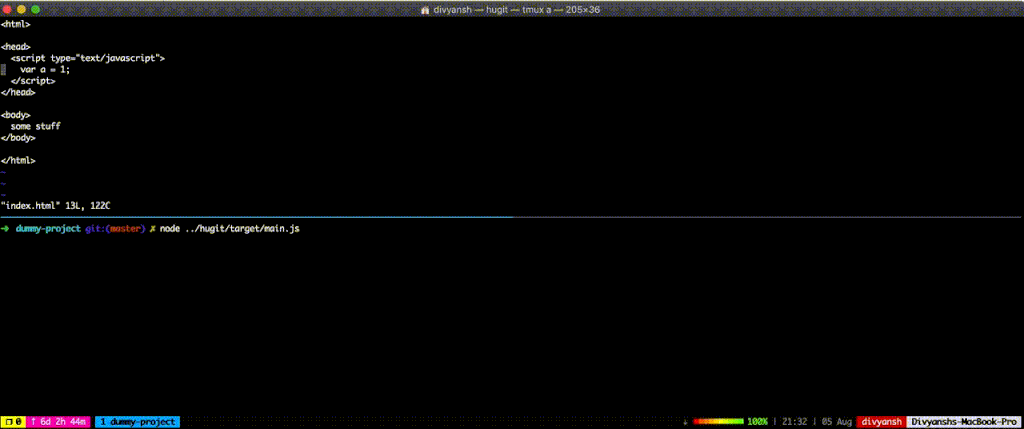 divyansh — hugit — tmux a — 205×36
<html>
<head>
<script type="text/javascript">
var a = 1;
</script>
</head>
<body>
some stuff
</body>
</html>
~
~
~
"index.html" 13L, 122C
➜ dummy-project git:(master) ✗ node ../hugit/target/main.js
❐ 0 ↑ 6d 2h 44m 1 dummy-project ↓ 100% | 21:32 | 05 Aug divyansh Divyanshs-MacBook-Pro